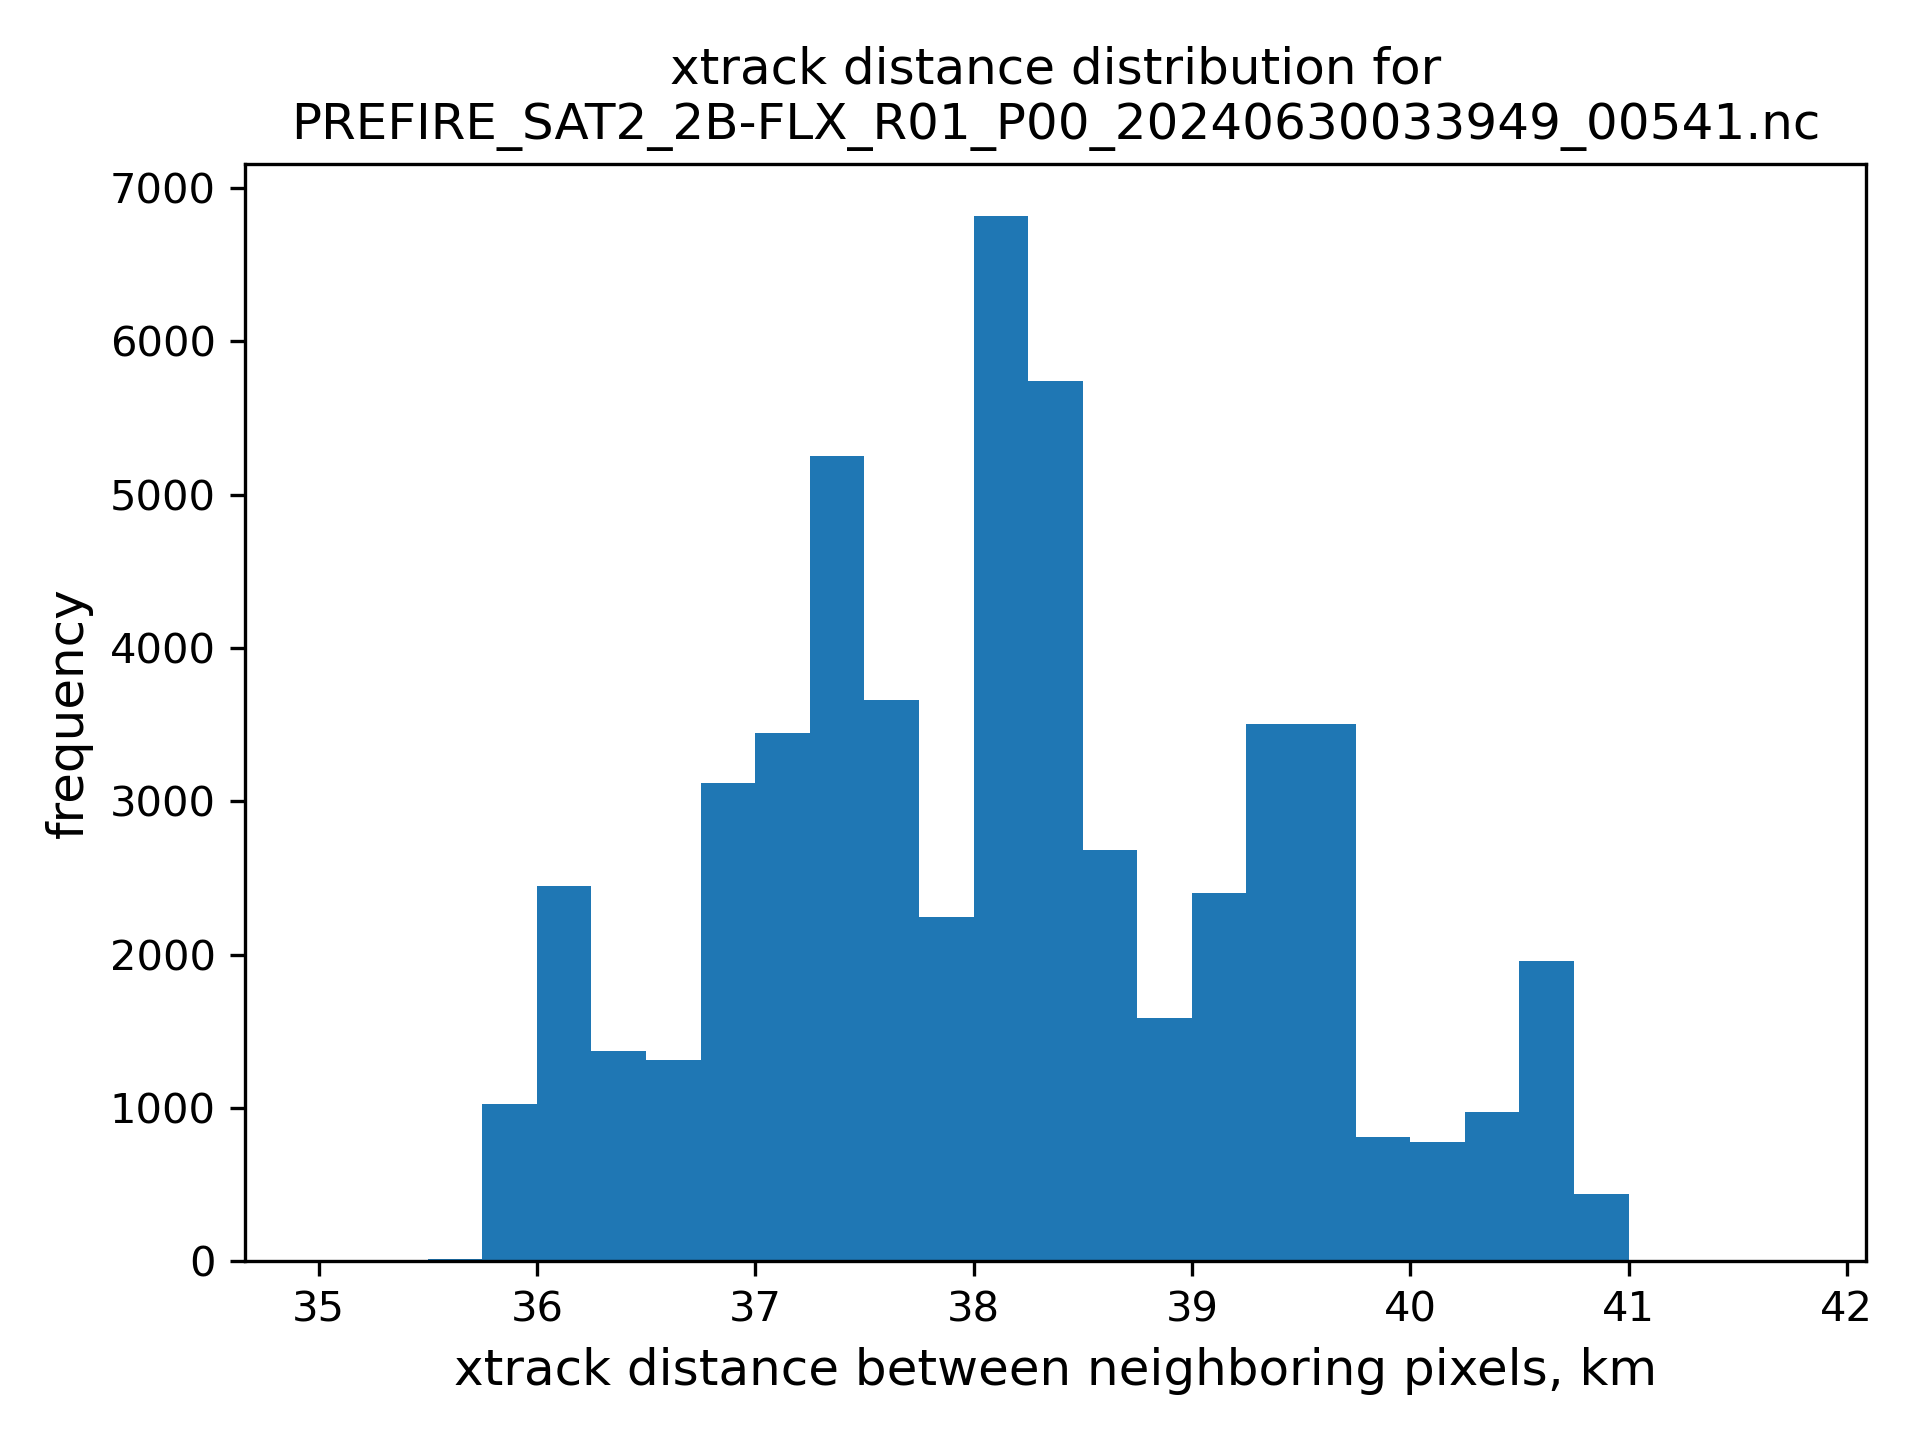 xtrack distance distribution for
PREFIRE_SAT2_2B-FLX_R01_P00_20240630033949_00541.nc
frequency
7000
6000
5000
4000
3000
2000
1000
0
35 36 37 38 39 40 41 42
xtrack distance between neighboring pixels, km